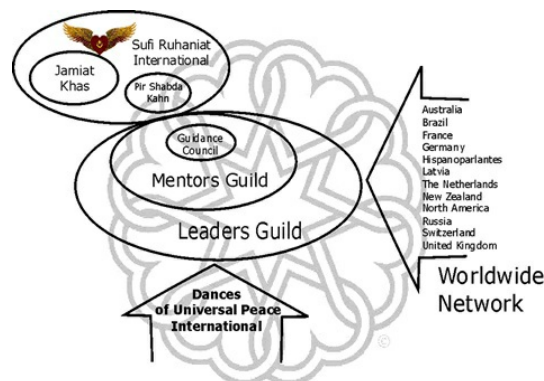 Sufi Ruhaniat
International
Jamiat
Khas
Pir Shabda
Kahn
Guidance
Council
Mentors Guild
Leaders Guild
Dances
of Universal Peace
International
Australia
Brazil
France
Germany
Hispanoparlantes
Latvia
The Netherlands
New Zealand
North America
Russia
Switzerland
United Kingdom
Worldwide
Network
©